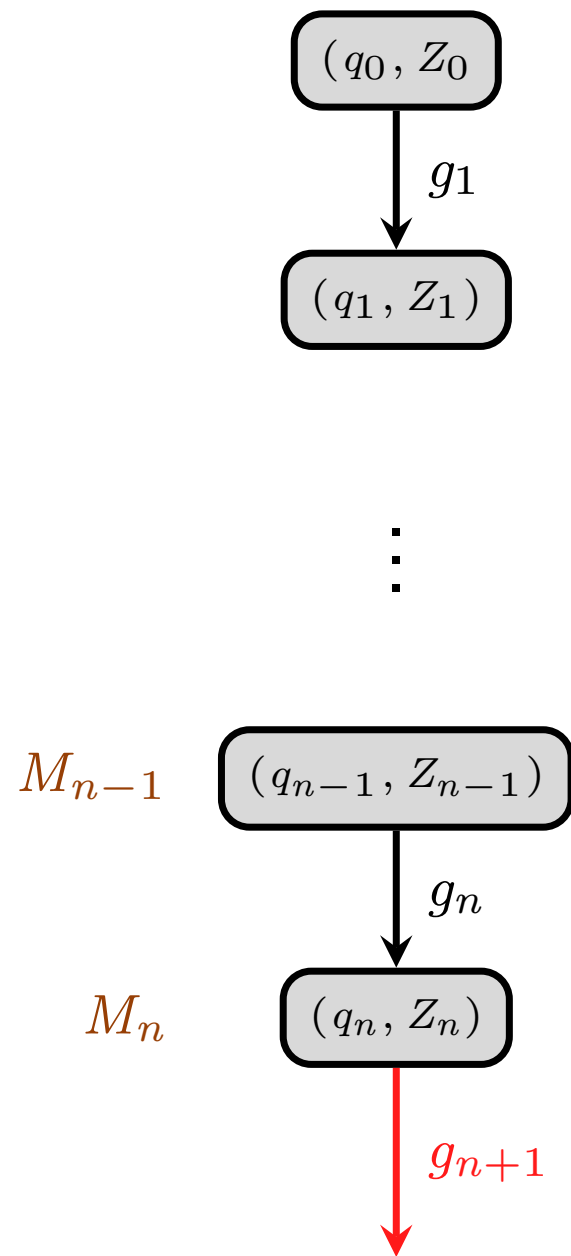 (q₀, Z₀
g₁
(q₁, Z₁)
⋮
Mₙ₋₁ (qₙ₋₁, Zₙ₋₁)
gₙ
Mₙ (qₙ, Zₙ)
gₙ₊₁